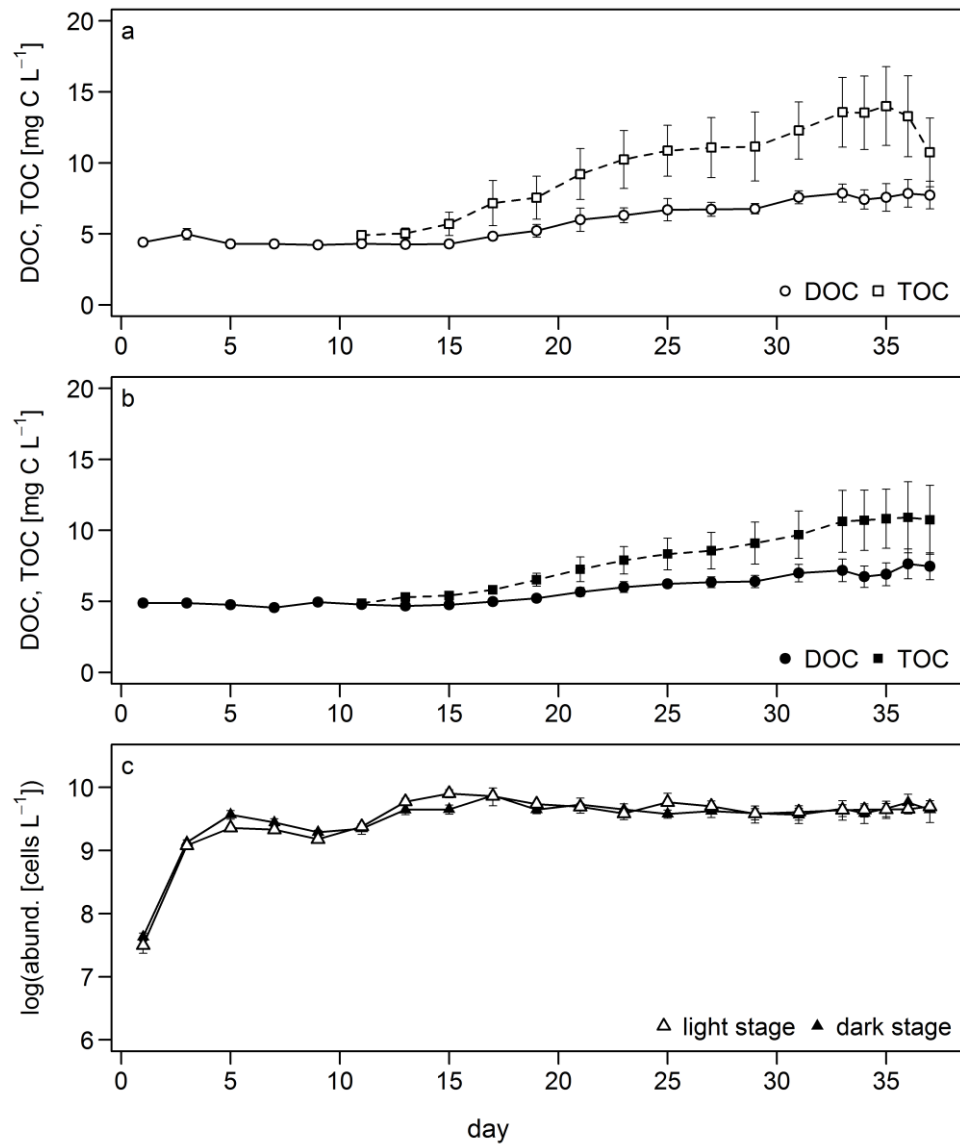 a
DOC, TOC [mg C L⁻¹]
20
15
10
5
0
DOC TOC
0 5 10 15 20 25 30 35
b
DOC, TOC [mg C L⁻¹]
20
15
10
5
0
DOC TOC
0 5 10 15 20 25 30 35
c
log(abund. [cells L⁻¹])
10
9
8
7
6
light stage dark stage
0 5 10 15 20 25 30 35
day